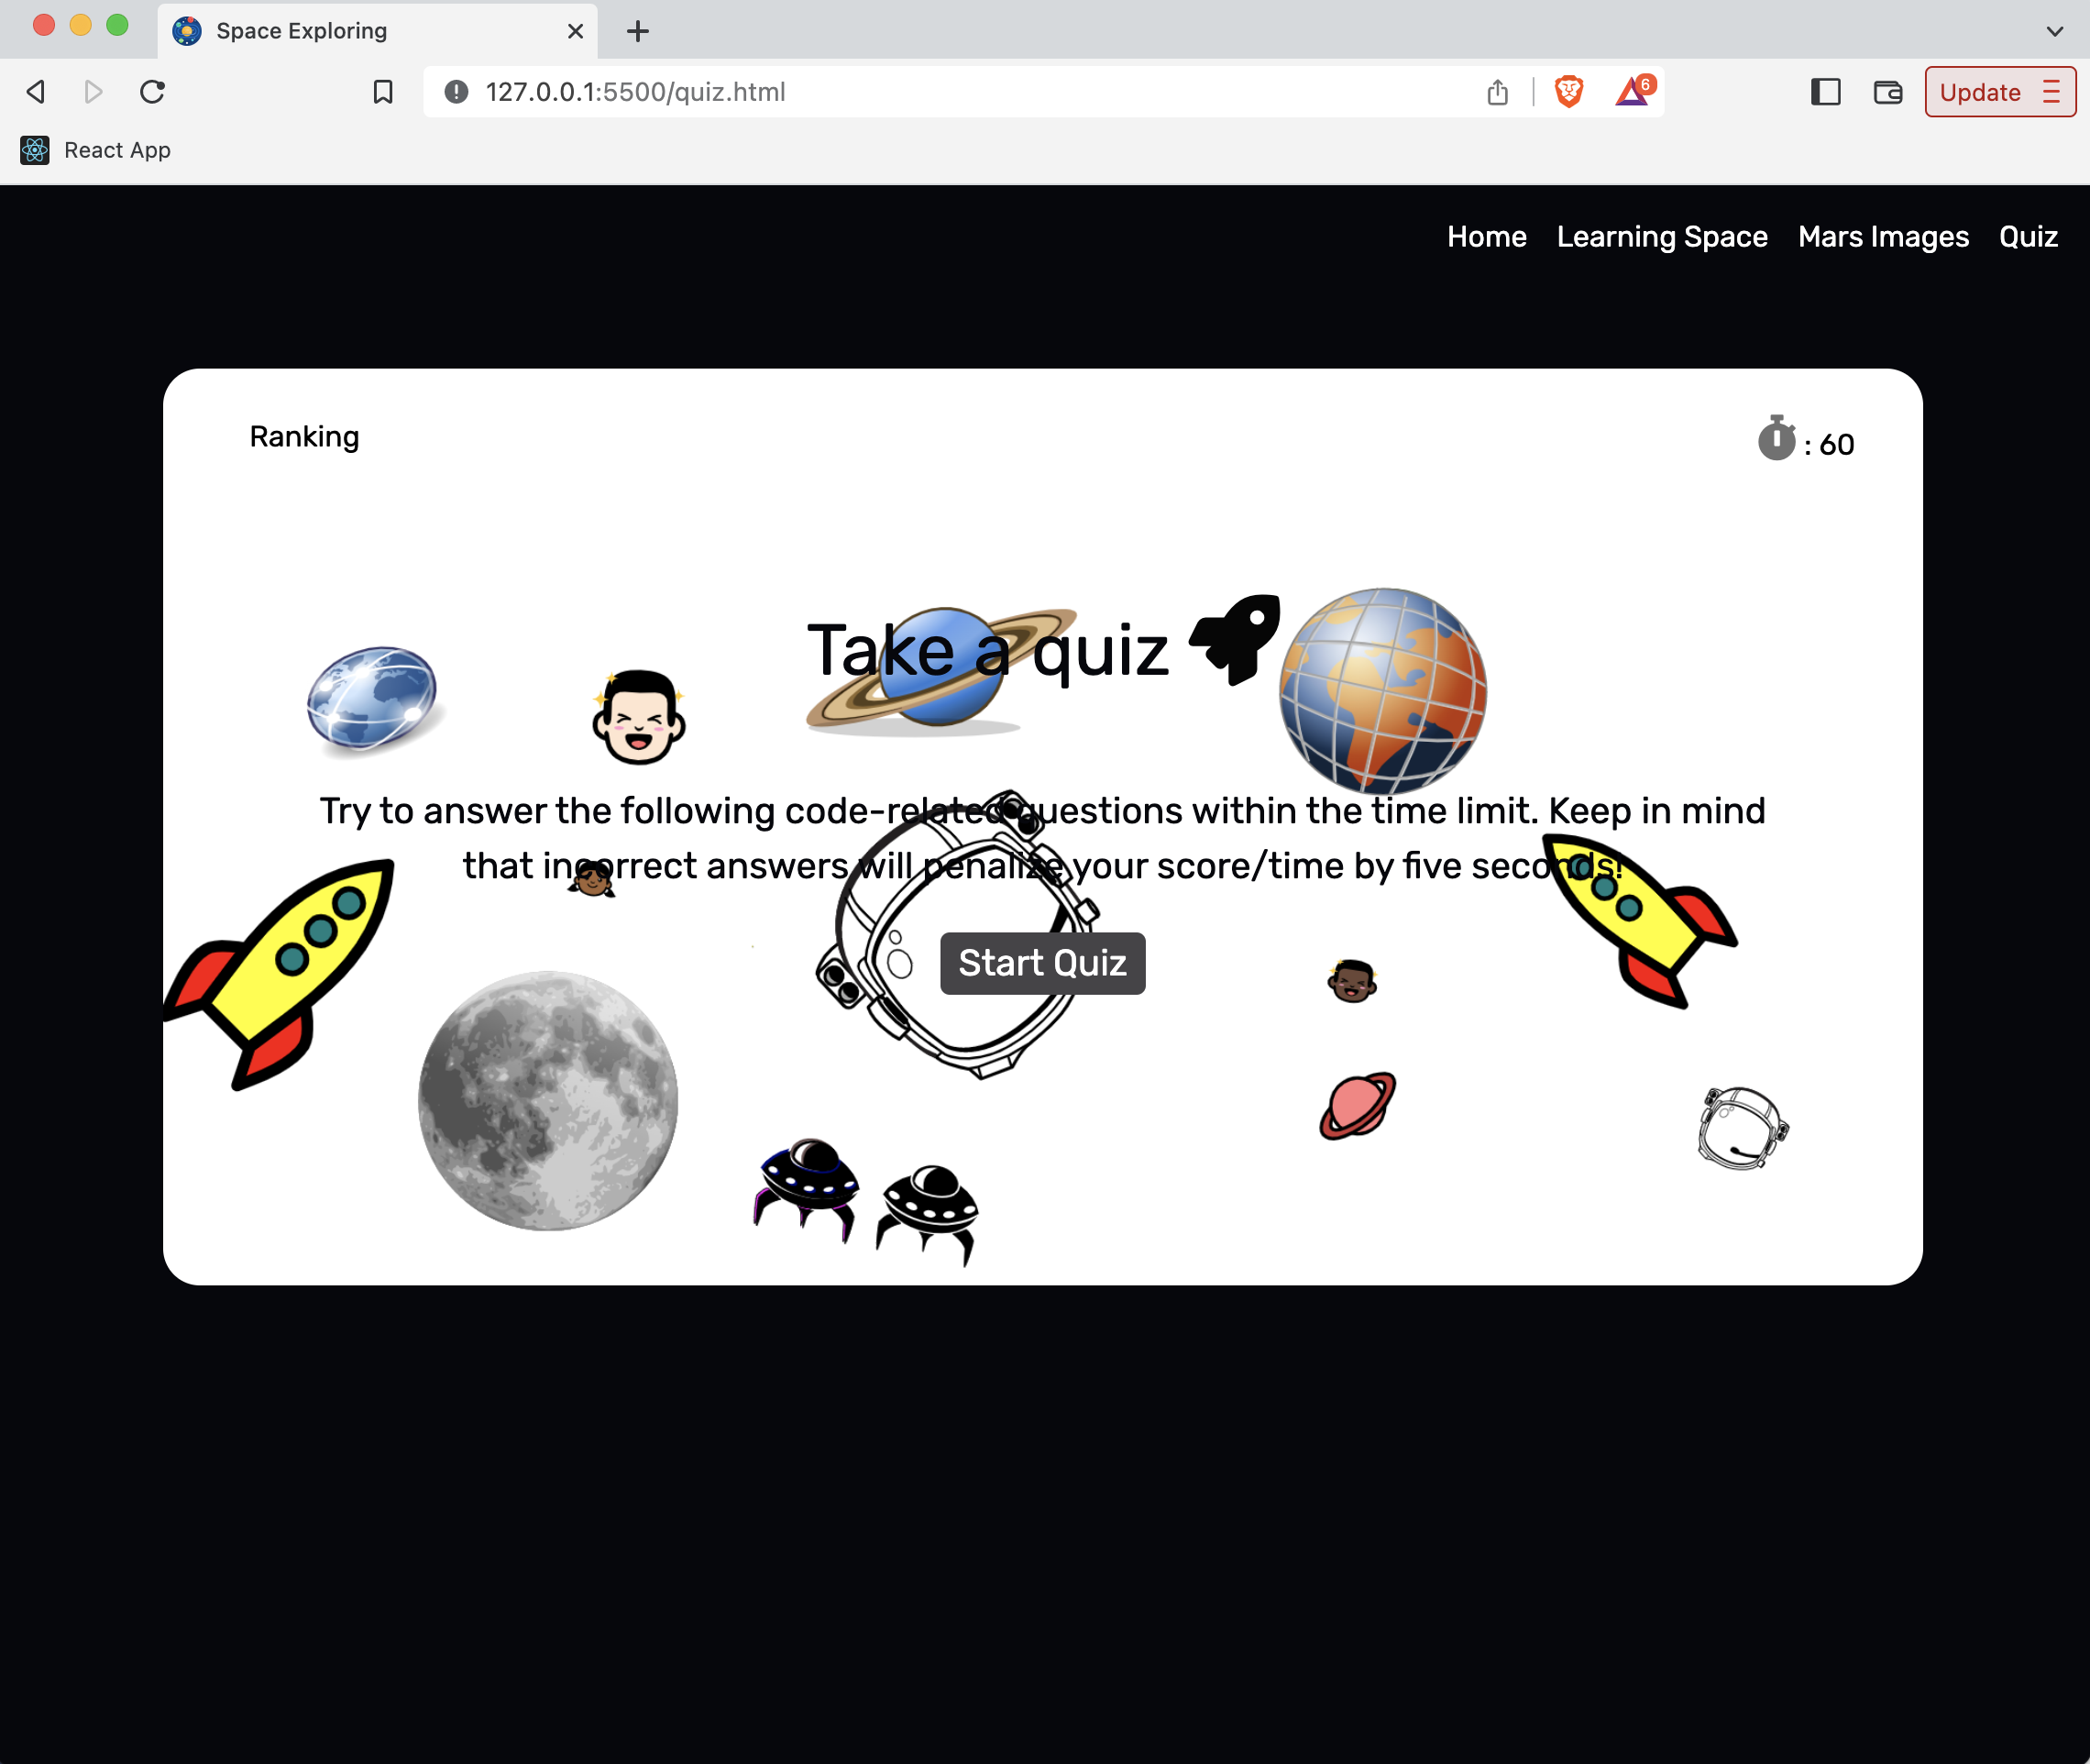 Space Exploring
127.0.0.1:5500/quiz.html
6
Update
React App
Home Learning Space Mars Images Quiz
Ranking
: 60
Take a quiz
Try to answer the following code-related questions within the time limit. Keep in mind
that incorrect answers will penalize your score/time by five seconds!
Start Quiz